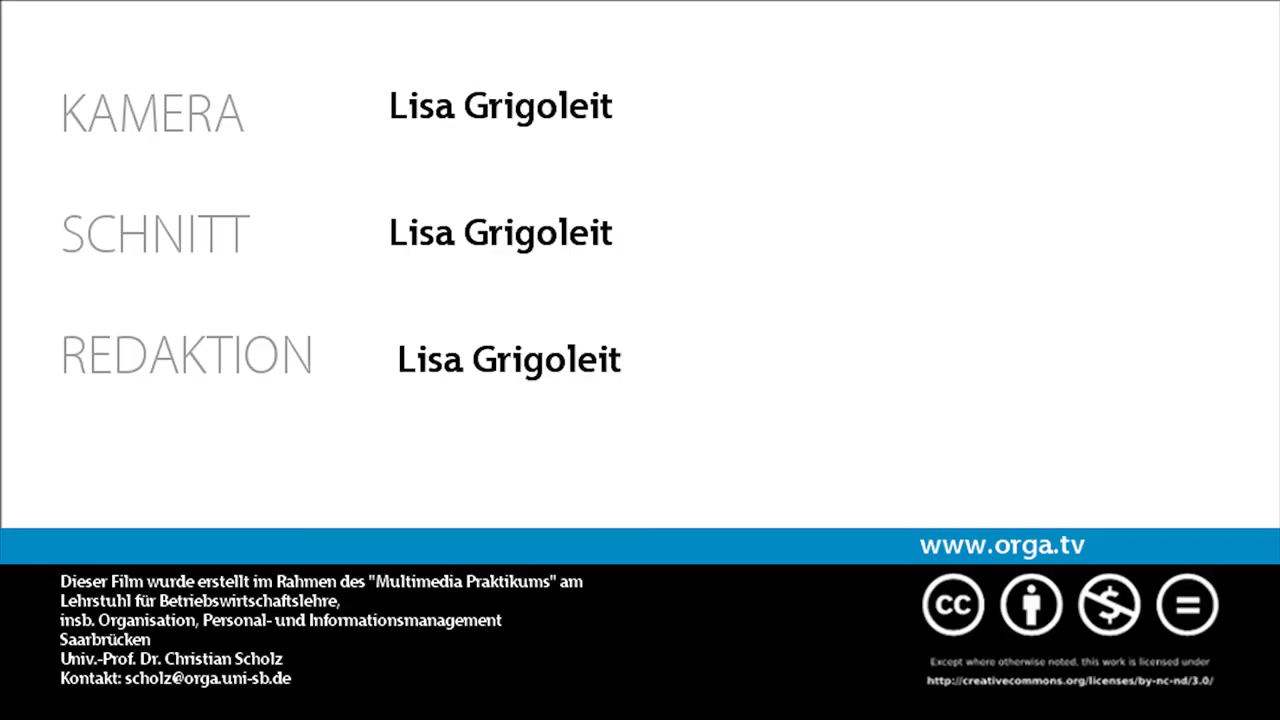 KAMERA Lisa Grigoleit
SCHNITT Lisa Grigoleit
REDAKTION Lisa Grigoleit
www.orga.tv
Dieser Film wurde erstellt im Rahmen des "Multimedia Praktikums" am
Lehrstuhl für Betriebswirtschaftslehre,
insb. Organisation, Personal- und Informationsmanagement
Saarbrücken
Univ.-Prof. Dr. Christian Scholz
Kontakt: scholz@orga.uni-sb.de
cc $ =
Except where otherwise noted, this work is licensed under
http://creativecommons.org/licenses/by-nc-nd/3.0/